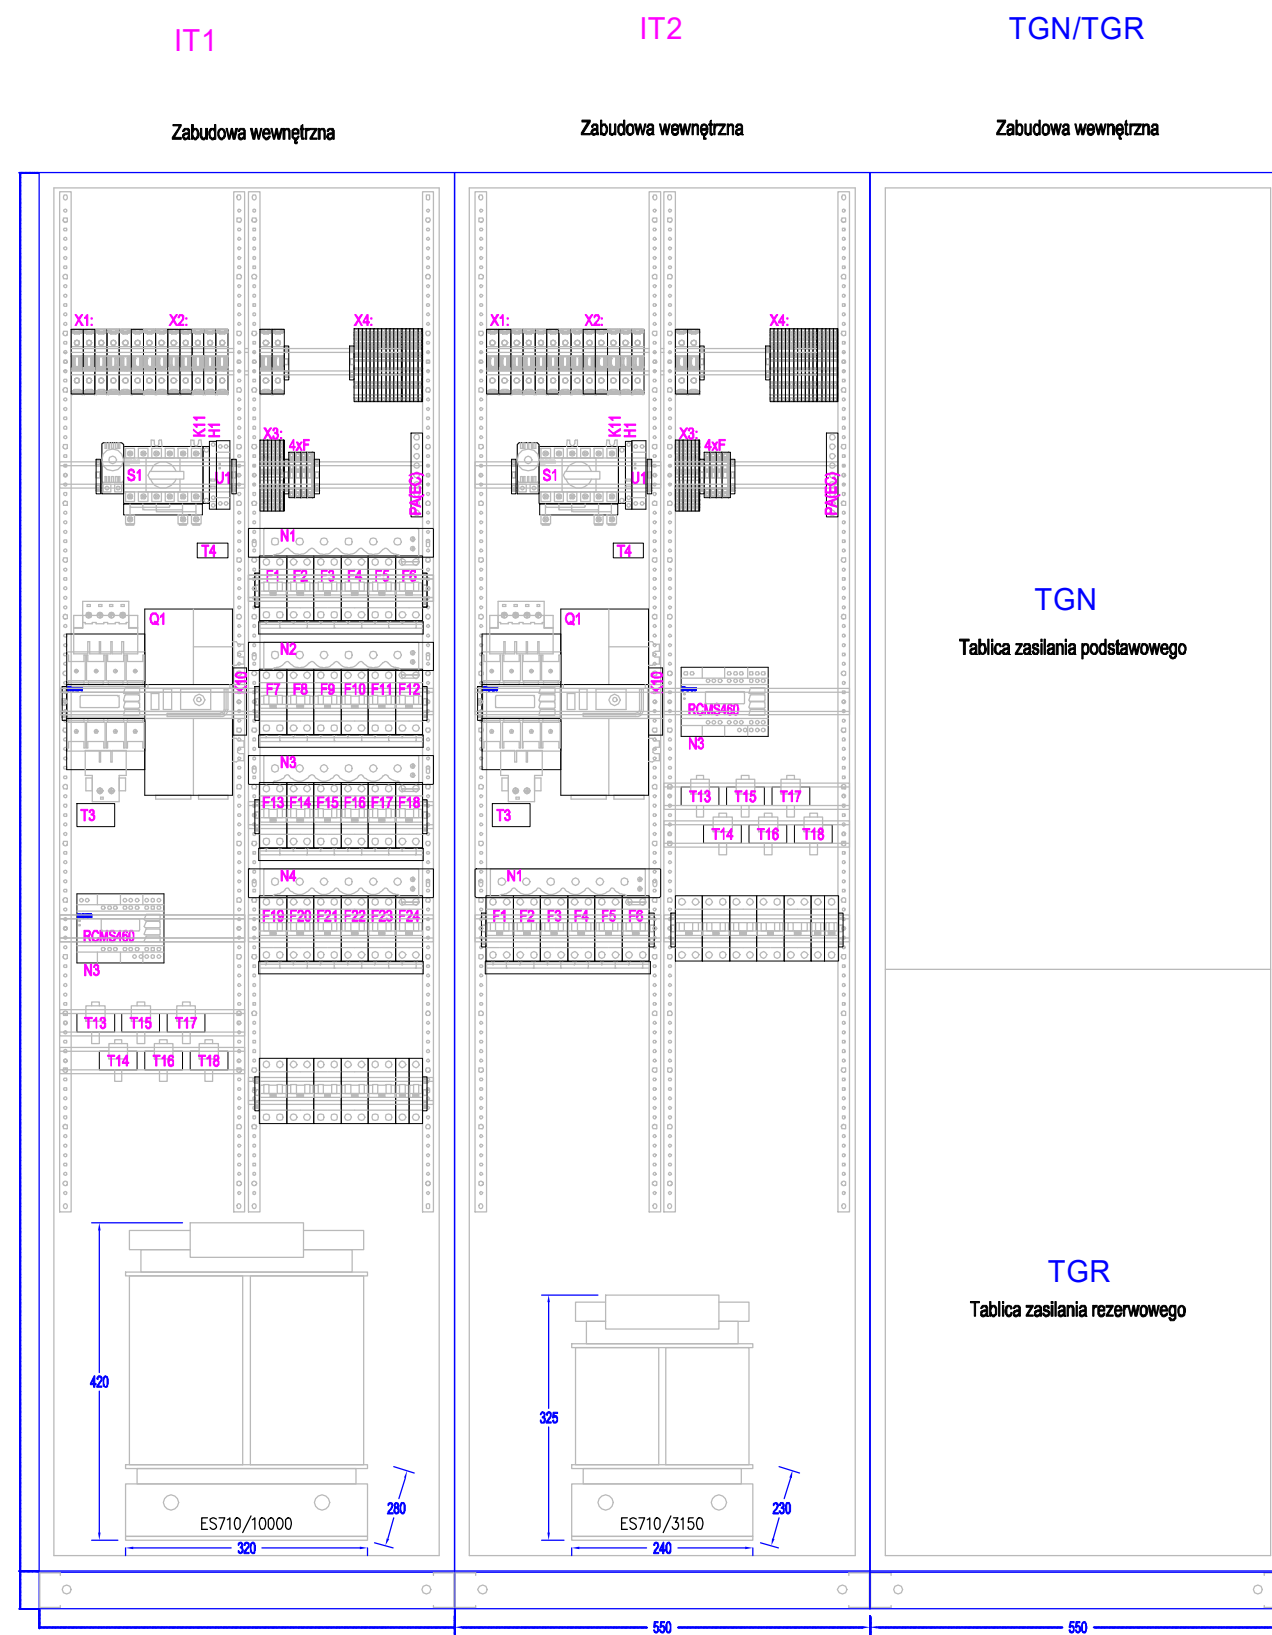 IT1
IT2
TGN/TGR
Zabudowa wewnętrzna
Zabudowa wewnętrzna
Zabudowa wewnętrzna
X1:
X2:
X4:
X1:
X2:
X4:
K11
H1
X3:
4xF
S1
U1
PA(EC)
K11
H1
X3:
4xF
S1
U1
PA(EC)
N1
T4
T4
F1 F2 F3 F4 F5 F6
Q1
Q1
TGN
Tablica zasilania podstawowego
N2
F7 F8 F9 F10 F11 F12
RCMS460
N3
N3
F13 F14 F15 F16 F17 F18
T13 T15 T17
T3
T3
T14 T16 T18
N4
N1
F19 F20 F21 F22 F23 F24
F1 F2 F3 F4 F5 F6
RCMS460
N3
T13 T15 T17
T14 T16 T18
TGR
Tablica zasilania rezerwowego
420
325
280
230
ES710/10000
ES710/3150
320
240
550
550